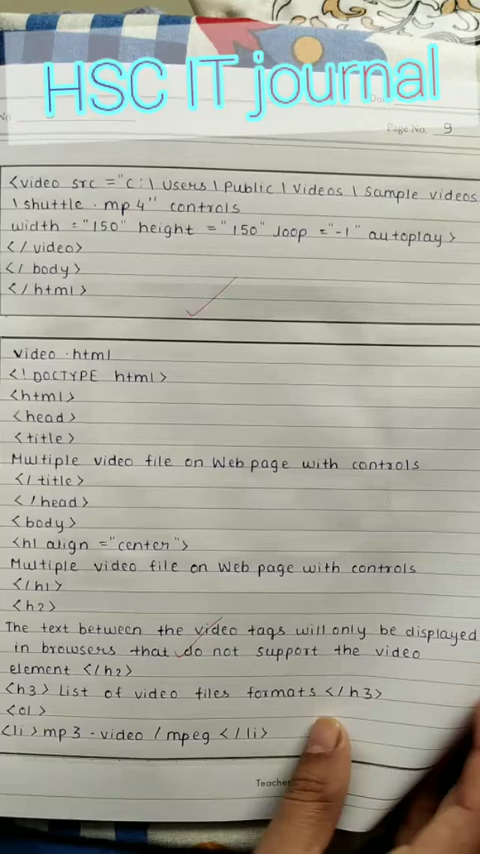 HSC IT journal
No.
Page No. 9
<video src ="C:\Users\Public\Videos\Sample videos
\shuttle.mp4" controls
width ="150" height ="150" loop ="-1" autoplay>
</video>
</body>
</html>
video.html
<!DOCTYPE html>
<html>
<head>
<title>
Multiple video file on Web page with controls
</title>
</head>
<body>
<h1 align ="center">
Multiple video file on Web page with controls
</h1>
<h2>
The text between the video tags will only be displayed
in browsers that do not support the video
element </h2>
<h3> List of video files formats </h3>
<ol>
<li> mp3 - video / mpeg </li>
Teacher